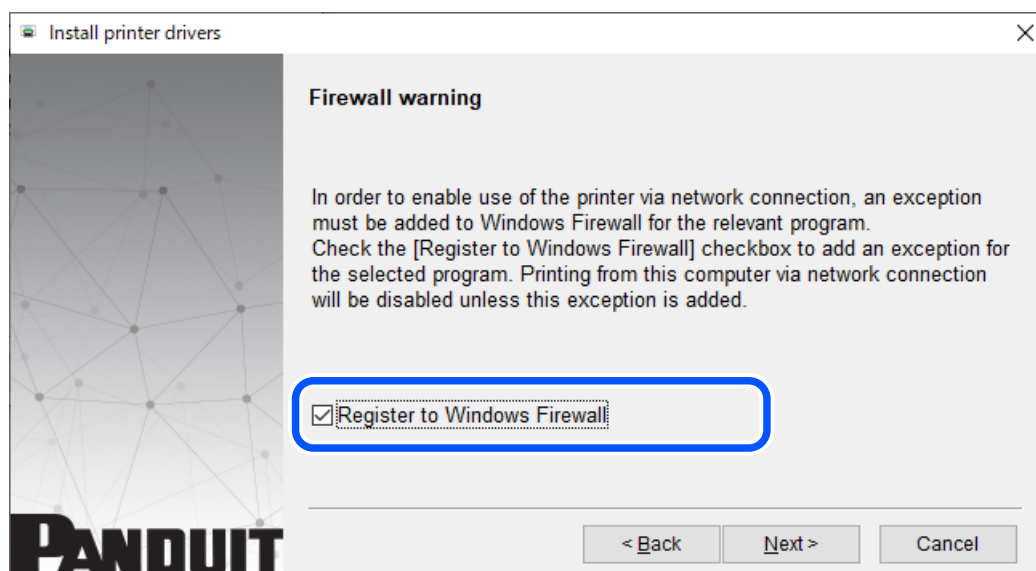 Install printer drivers
Firewall warning
In order to enable use of the printer via network connection, an exception
must be added to Windows Firewall for the relevant program.
Check the [Register to Windows Firewall] checkbox to add an exception for
the selected program. Printing from this computer via network connection
will be disabled unless this exception is added.
Register to Windows Firewall
PANDUIT
< Back
Next >
Cancel